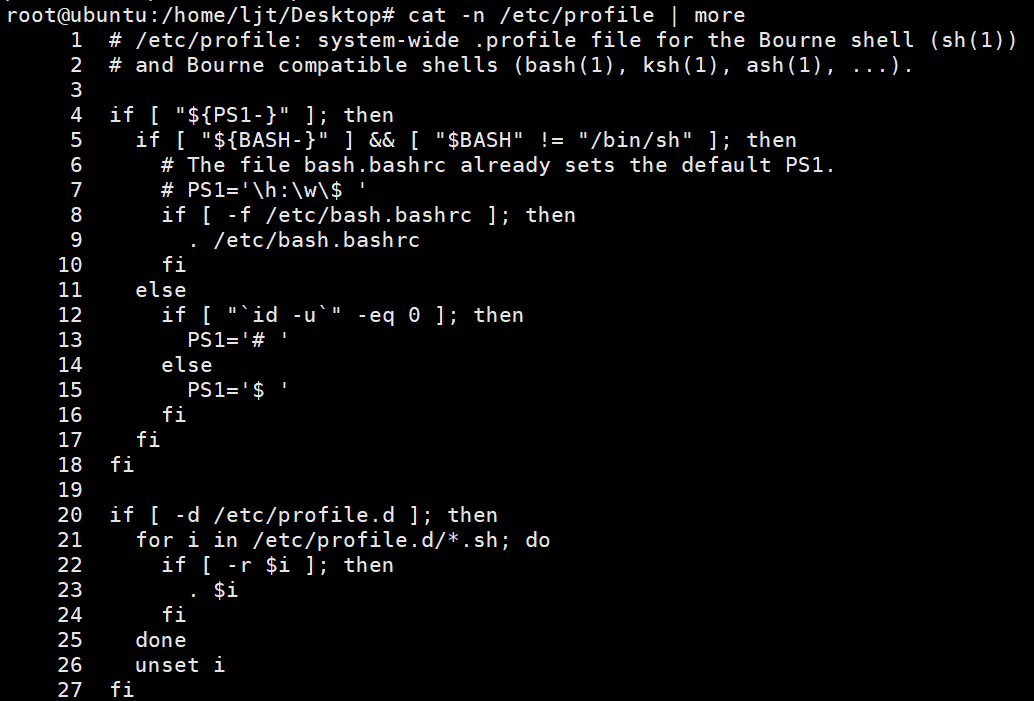 root@ubuntu:/home/ljt/Desktop# cat -n /etc/profile | more
     1  # /etc/profile: system-wide .profile file for the Bourne shell (sh(1))
     2  # and Bourne compatible shells (bash(1), ksh(1), ash(1), ...).
     3
     4  if [ "${PS1-}" ]; then
     5    if [ "${BASH-}" ] && [ "$BASH" != "/bin/sh" ]; then
     6      # The file bash.bashrc already sets the default PS1.
     7      # PS1='\h:\w\$ '
     8      if [ -f /etc/bash.bashrc ]; then
     9        . /etc/bash.bashrc
    10      fi
    11    else
    12      if [ "`id -u`" -eq 0 ]; then
    13        PS1='# '
    14      else
    15        PS1='$ '
    16      fi
    17    fi
    18  fi
    19
    20  if [ -d /etc/profile.d ]; then
    21    for i in /etc/profile.d/*.sh; do
    22      if [ -r $i ]; then
    23        . $i
    24      fi
    25    done
    26    unset i
    27  fi